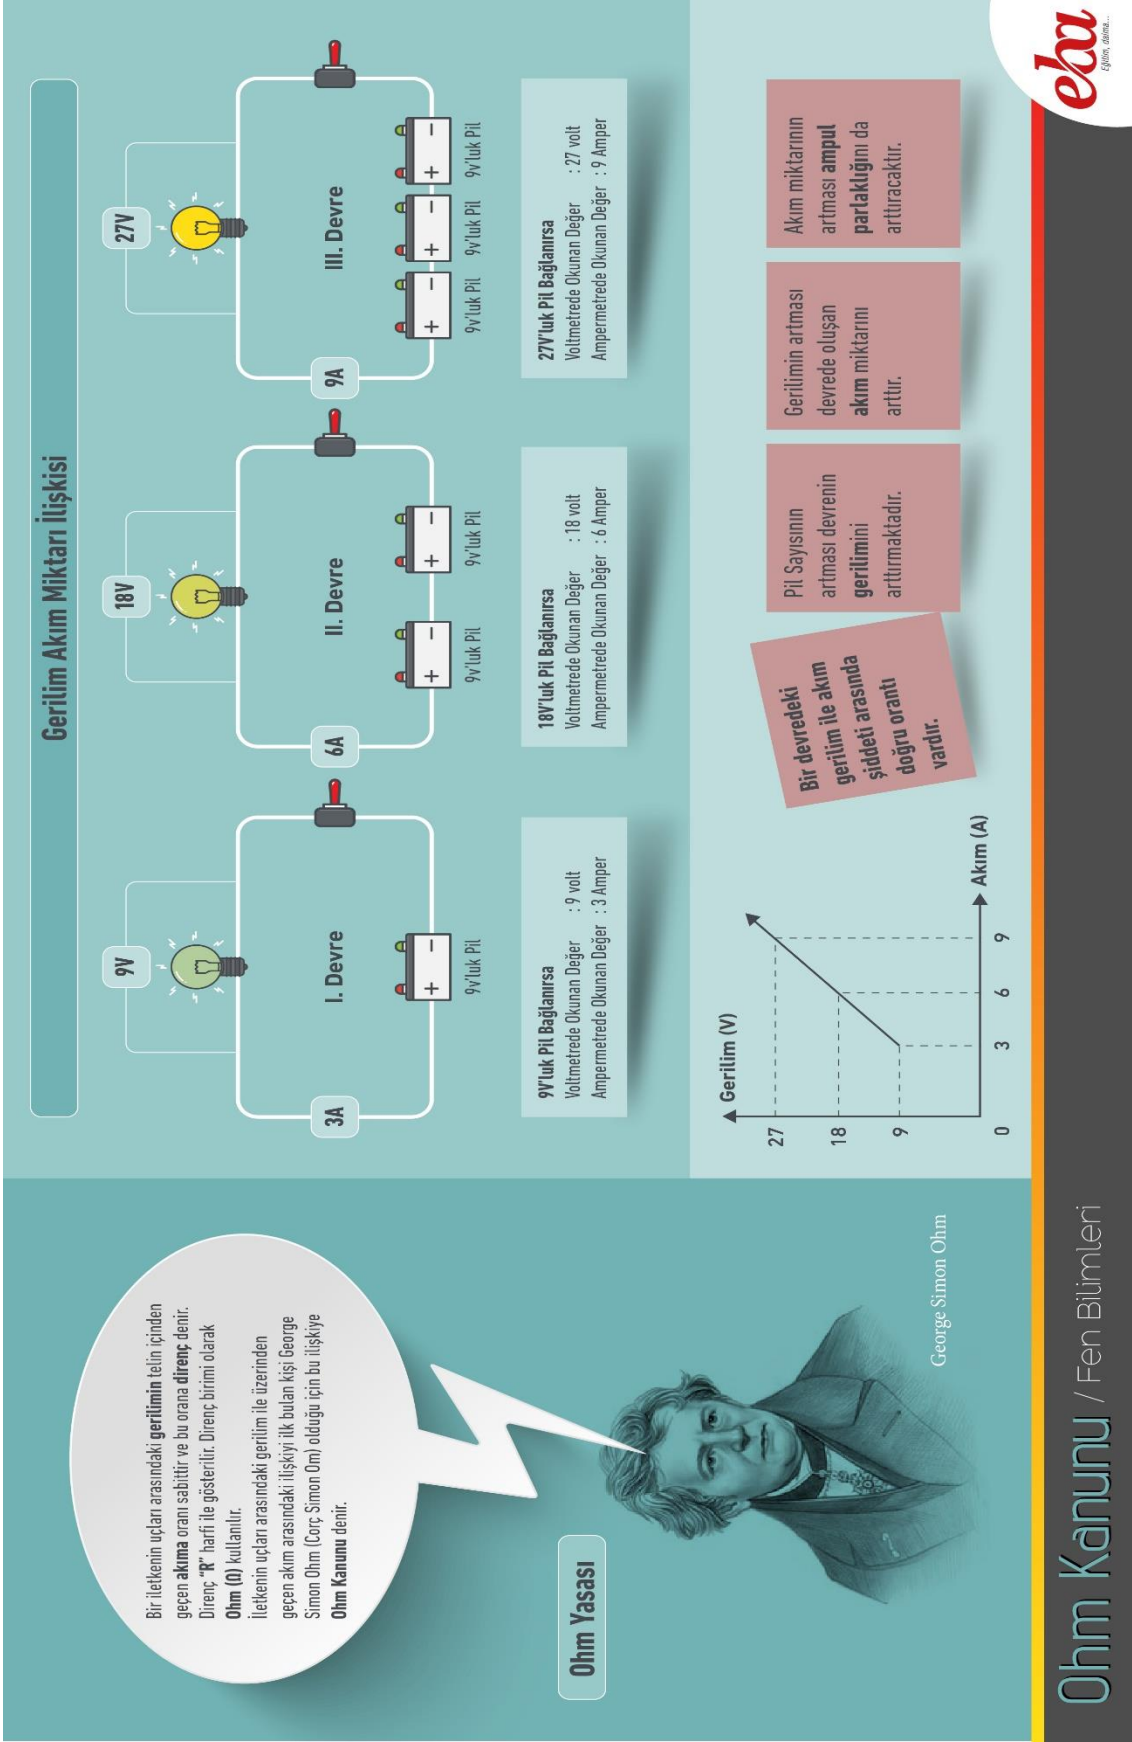 Bir iletkenin uçları arasındaki gerilimin telin içinden
geçen akıma oranı sabittir ve bu orana direnç denir.
Direnç "R" harfi ile gösterilir. Direnç birimi olarak
Ohm (Ω) kullanılır.
İletkenin uçları arasındaki gerilim ile üzerinden
geçen akım arasındaki ilişkiyi ilk bulan kişi George
Simon Ohm (Corç Simon Om) olduğu için bu ilişkiye
Ohm Kanunu denir.
Ohm Yasası
George Simon Ohm
Gerilim Akım Miktarı İlişkisi
9V
3A
I. Devre
+ −
9v'luk Pil
9V'luk Pil Bağlanırsa
Voltmetrede Okunan Değer : 9 volt
Ampermetrede Okunan Değer : 3 Amper
18V
6A
II. Devre
+ − + −
9v'luk Pil 9v'luk Pil
18V'luk Pil Bağlanırsa
Voltmetrede Okunan Değer : 18 volt
Ampermetrede Okunan Değer : 6 Amper
27V
9A
III. Devre
+ − + − + −
9v'luk Pil 9v'luk Pil 9v'luk Pil
27V'luk Pil Bağlanırsa
Voltmetrede Okunan Değer : 27 volt
Ampermetrede Okunan Değer : 9 Amper
Gerilim (V)
27
18
9
0 3 6 9
Akım (A)
Bir devredeki
gerilim ile akım
şiddeti arasında
doğru orantı
vardır.
Pil Sayısının
artması devrenin
gerilimini
arttırmaktadır.
Gerilimin artması
devrede oluşan
akım miktarını
arttır.
Akım miktarının
artması ampul
parlaklığını da
arttıracaktır.
Ohm Kanunu / Fen Bilimleri
eba
Eğitim, daima...